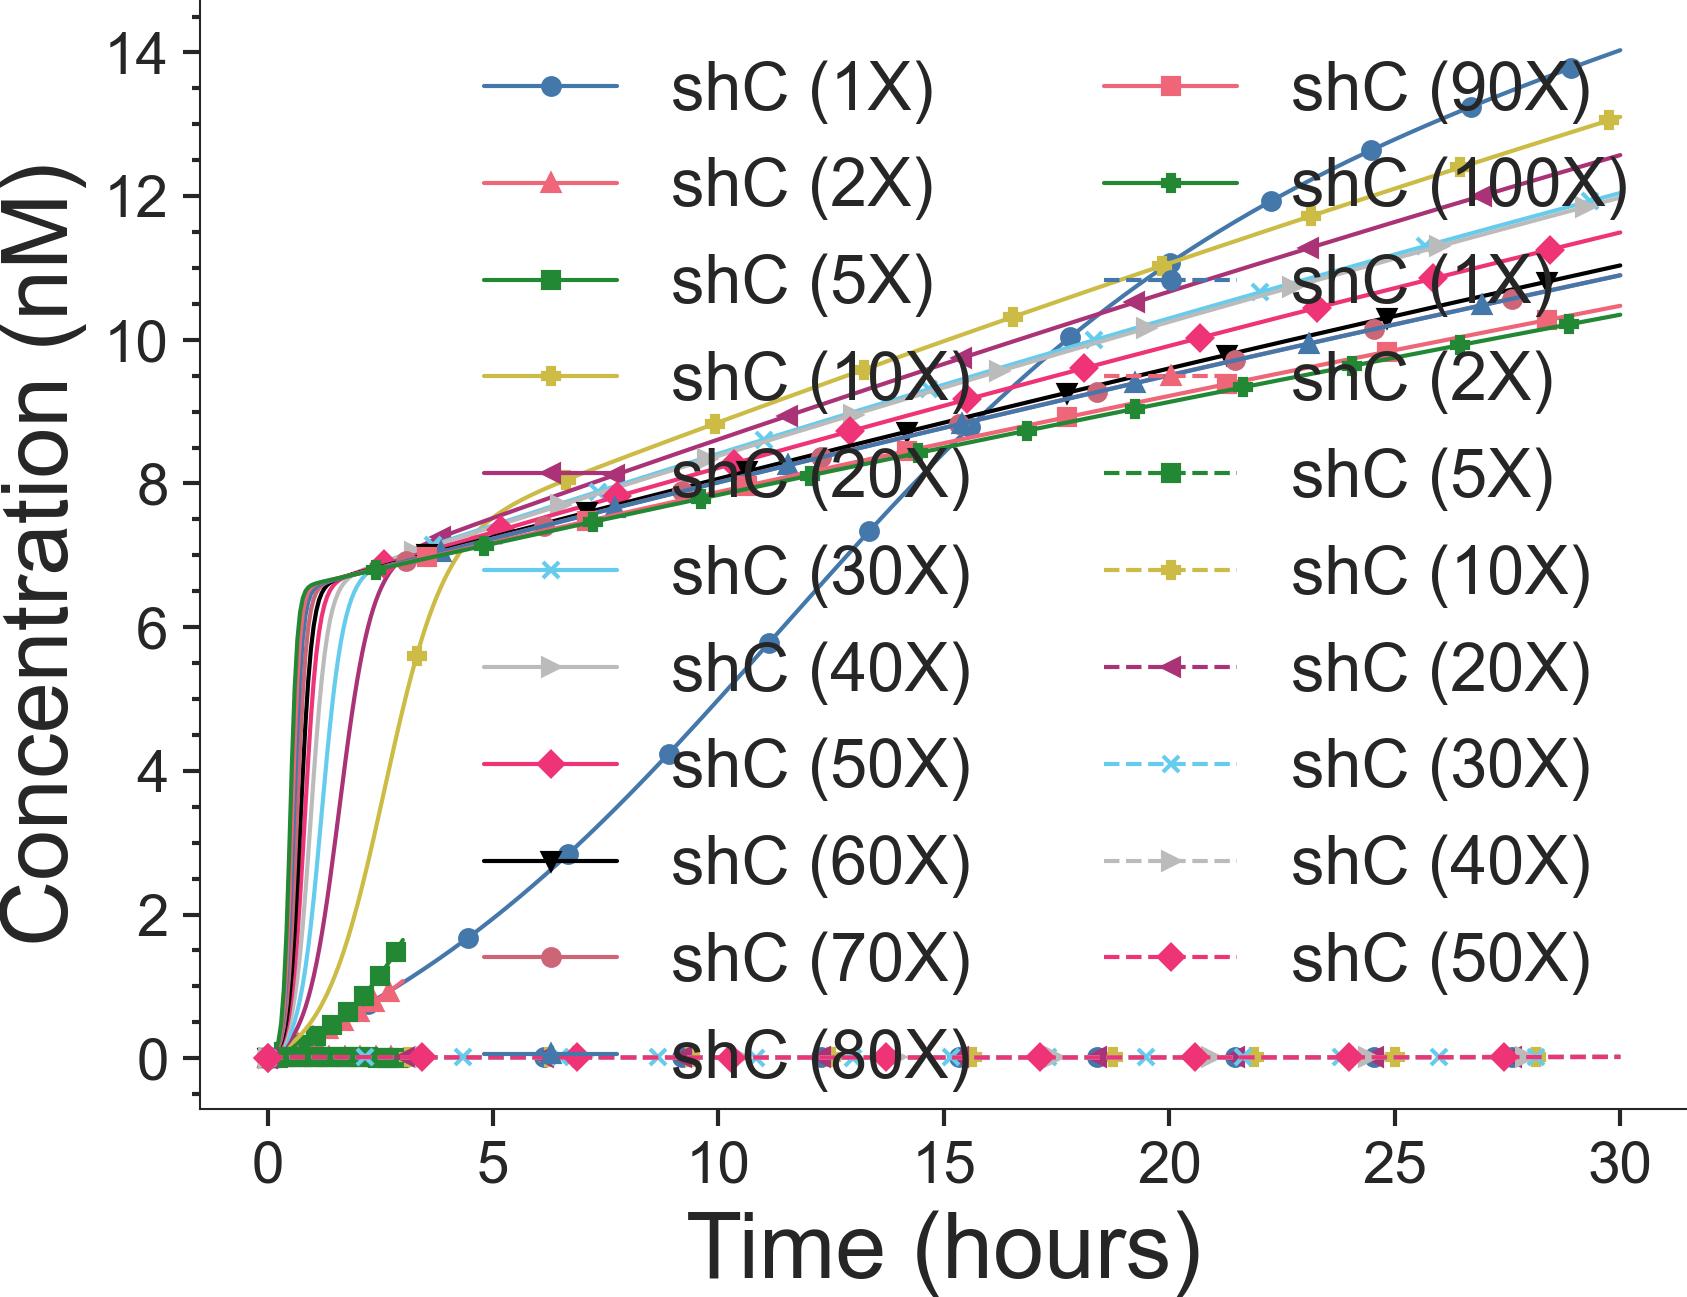 Concentration (nM)
14
12
10
8
6
4
2
0
shC (1X)
shC (2X)
shC (5X)
shC (10X)
shC (20X)
shC (30X)
shC (40X)
shC (50X)
shC (60X)
shC (70X)
shC (80X)
shC (90X)
shC (100X)
shC (1X)
shC (2X)
shC (5X)
shC (10X)
shC (20X)
shC (30X)
shC (40X)
shC (50X)
0 5 10 15 20 25 30
Time (hours)